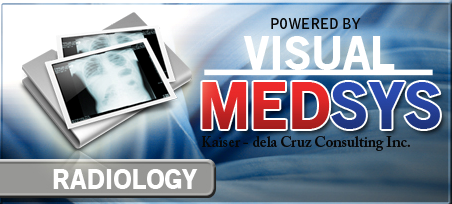 POWERED BY
VISUAL
MEDSYS
Kaiser - dela Cruz Consulting Inc.
RADIOLOGY